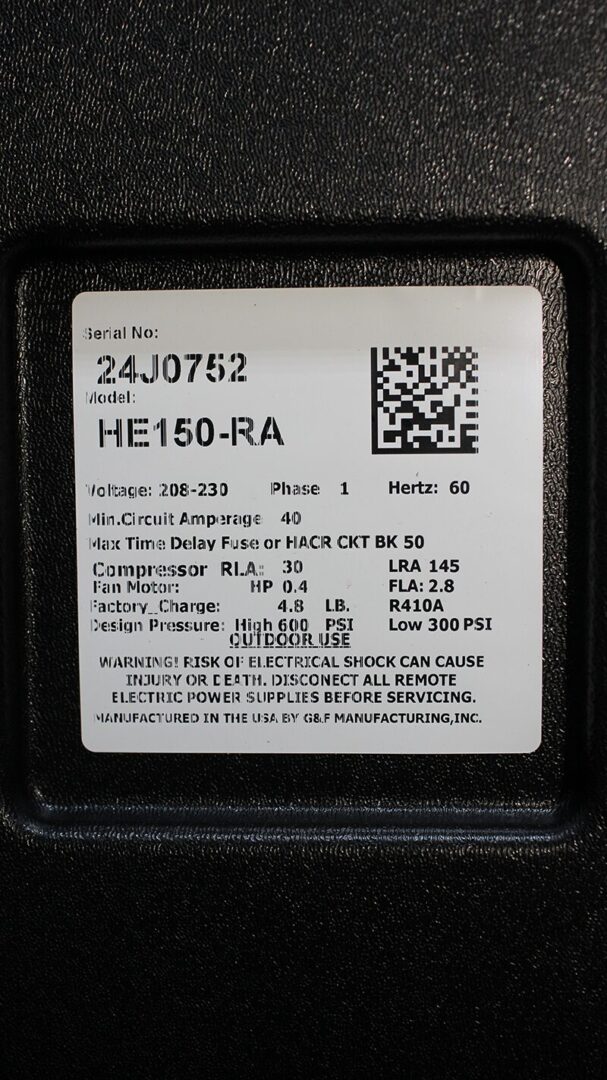 Serial No:
24J0752
Model:
HE150-RA
Voltage: 208-230 Phase 1 Hertz: 60
Min.Circuit Amperage 40
Max Time Delay Fuse or HACR CKT BK 50
Compressor RLA: 30 LRA 145
Fan Motor: HP 0.4 FLA: 2.8
Factory_Charge: 4.8 LB. R410A
Design Pressure: High 600 PSI Low 300 PSI
OUTDOOR USE
WARNING! RISK OF ELECTRICAL SHOCK CAN CAUSE
INJURY OR DEATH. DISCONECT ALL REMOTE
ELECTRIC POWER SUPPLIES BEFORE SERVICING.
MANUFACTURED IN THE USA BY G&F MANUFACTURING,INC.